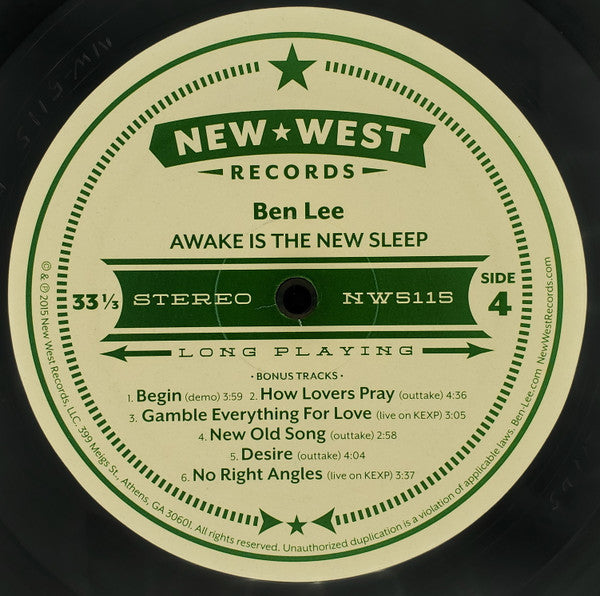 NEW★WEST
RECORDS
Ben Lee
AWAKE IS THE NEW SLEEP
33 ⅓ STEREO NW5115 SIDE 4
LONG PLAYING
• BONUS TRACKS •
1. Begin (demo) 3:59 2. How Lovers Pray (outtake) 4:36
3. Gamble Everything For Love (live on KEXP) 3:05
4. New Old Song (outtake) 2:58
5. Desire (outtake) 4:04
6. No Right Angles (live on KEXP) 3:37
© & ℗ 2015 New West Records, LLC. 399 Meigs St., Athens, GA 30601. All rights reserved. Unauthorized duplication is a violation of applicable laws. Ben-Lee.com NewWestRecords.com